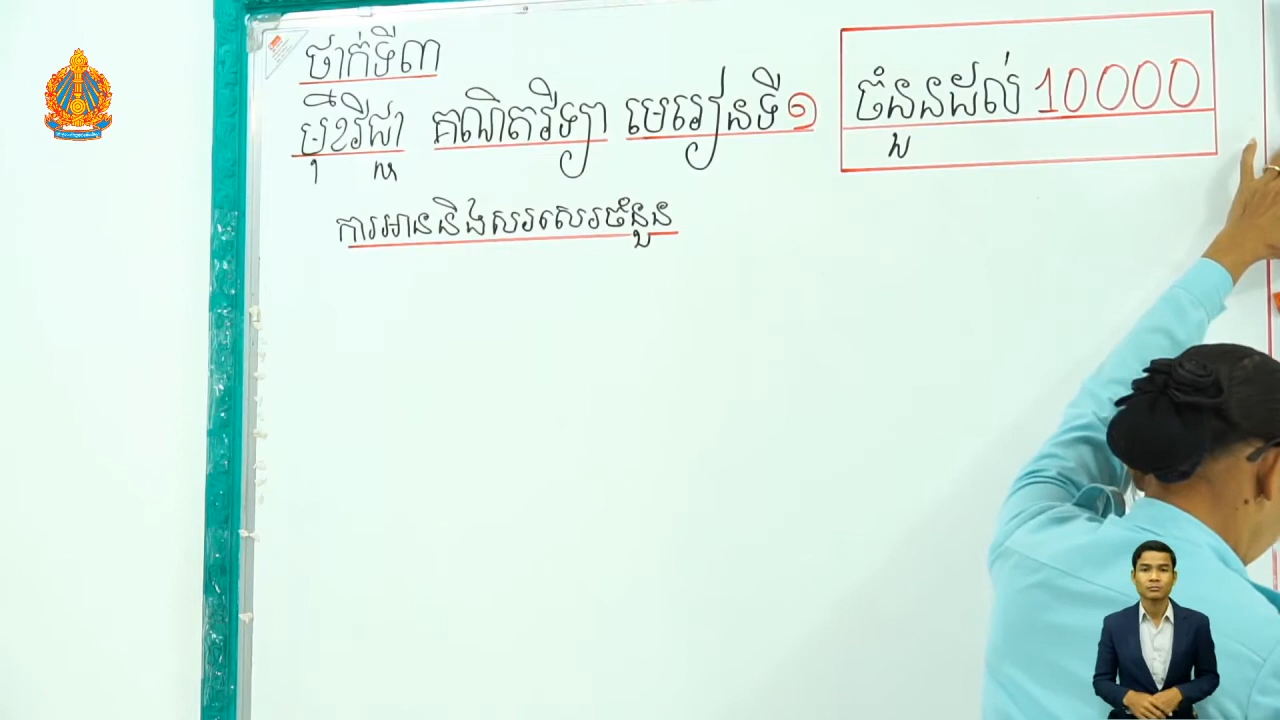 ថ្នាក់ទី៣
មុខវិជ្ជា គណិតវិទ្យា មេរៀនទី១
ចំនួនដល់ 10000
ការអាននិងសរសេរចំនួន